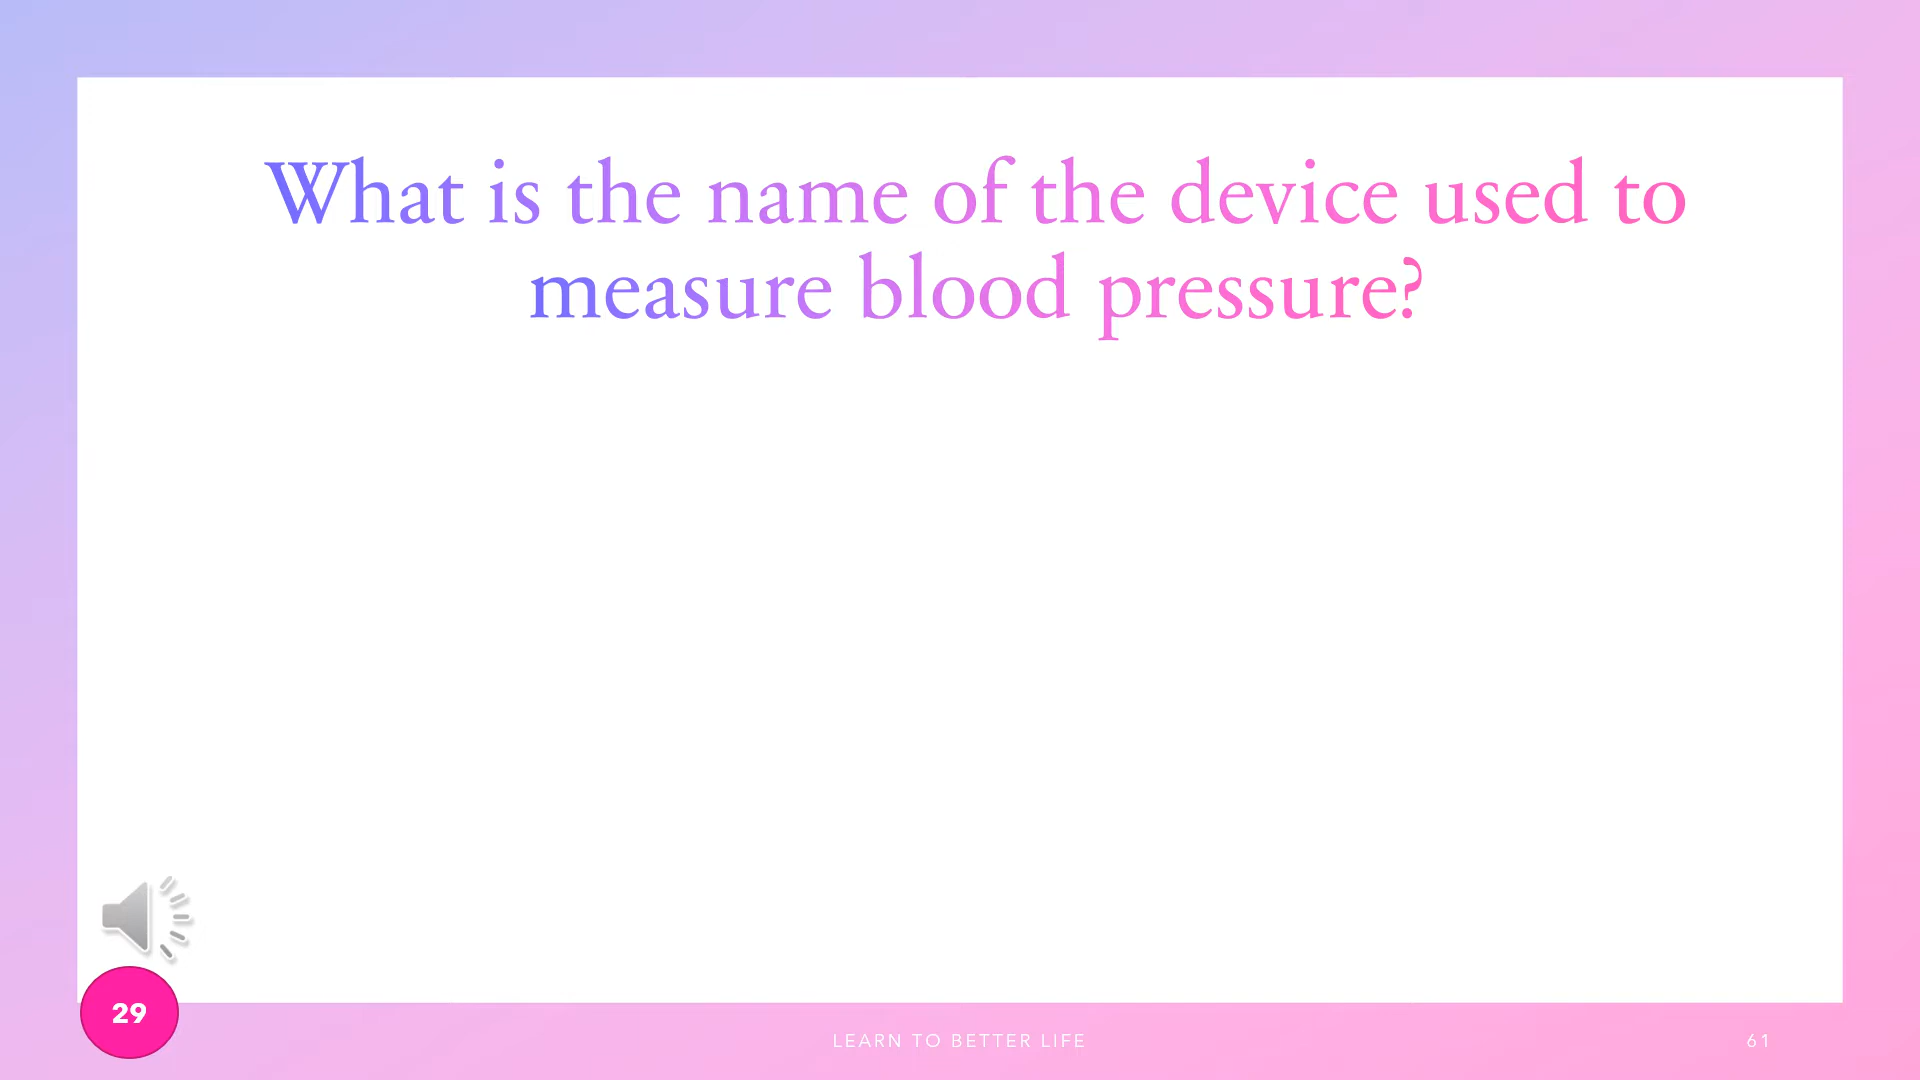 What is the name of the device used to
measure blood pressure?
29
LEARN TO BETTER LIFE
61